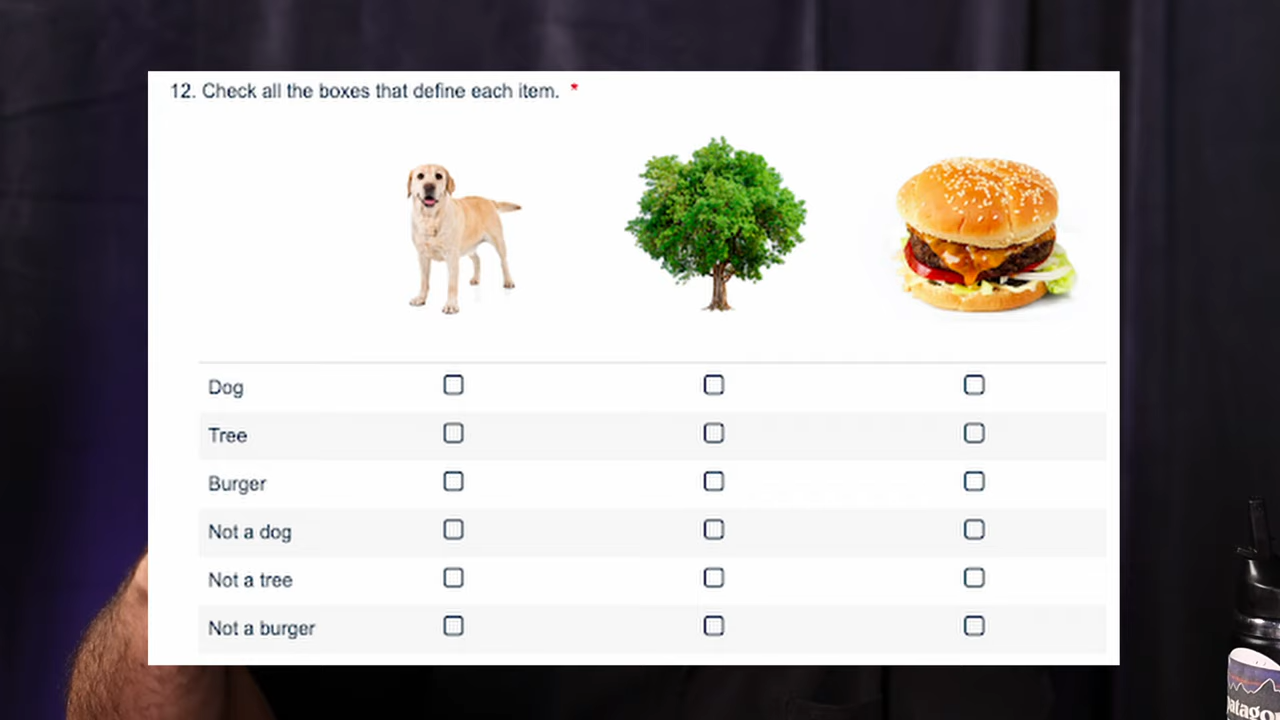 12. Check all the boxes that define each item. *
Dog
Tree
Burger
Not a dog
Not a tree
Not a burger